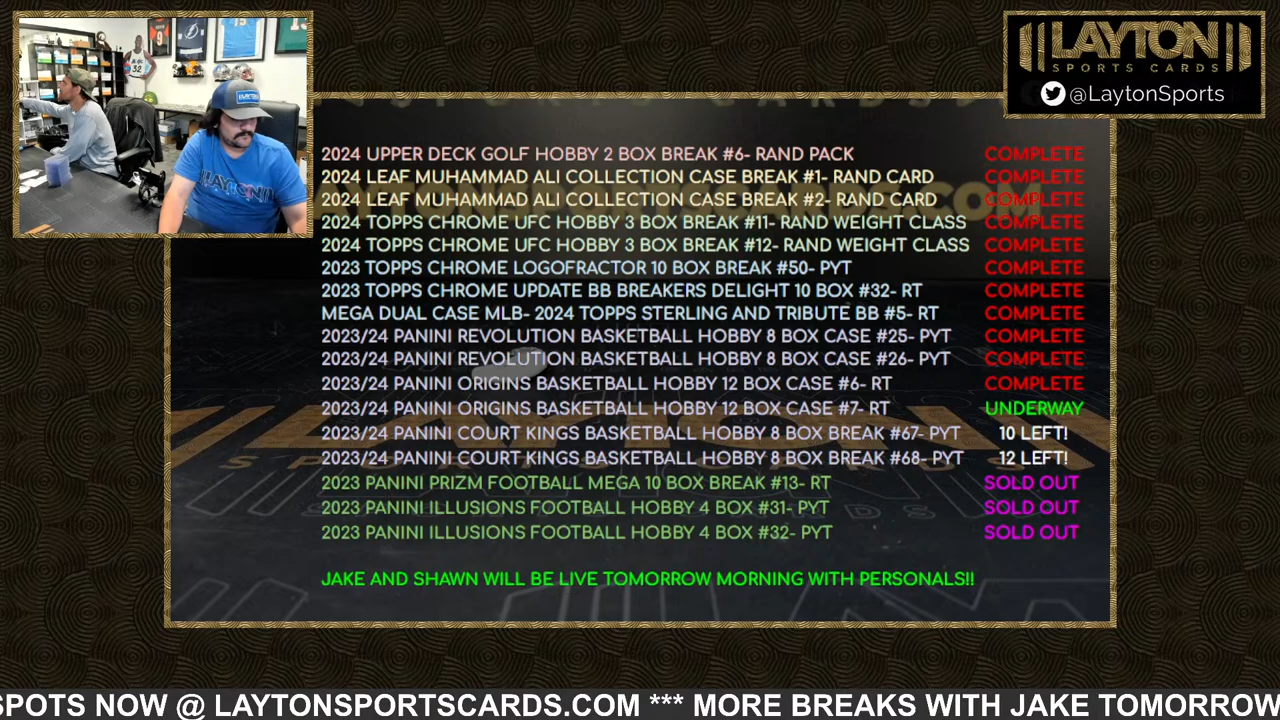 LAYTON
SPORTS CARDS
@LaytonSports
2024 UPPER DECK GOLF HOBBY 2 BOX BREAK #6- RAND PACK COMPLETE
2024 LEAF MUHAMMAD ALI COLLECTION CASE BREAK #1- RAND CARD COMPLETE
2024 LEAF MUHAMMAD ALI COLLECTION CASE BREAK #2- RAND CARD COMPLETE
2024 TOPPS CHROME UFC HOBBY 3 BOX BREAK #11- RAND WEIGHT CLASS COMPLETE
2024 TOPPS CHROME UFC HOBBY 3 BOX BREAK #12- RAND WEIGHT CLASS COMPLETE
2023 TOPPS CHROME LOGOFRACTOR 10 BOX BREAK #50- PYT COMPLETE
2023 TOPPS CHROME UPDATE BB BREAKERS DELIGHT 10 BOX #32- RT COMPLETE
MEGA DUAL CASE MLB- 2024 TOPPS STERLING AND TRIBUTE BB #5- RT COMPLETE
2023/24 PANINI REVOLUTION BASKETBALL HOBBY 8 BOX CASE #25- PYT COMPLETE
2023/24 PANINI REVOLUTION BASKETBALL HOBBY 8 BOX CASE #26- PYT COMPLETE
2023/24 PANINI ORIGINS BASKETBALL HOBBY 12 BOX CASE #6- RT COMPLETE
2023/24 PANINI ORIGINS BASKETBALL HOBBY 12 BOX CASE #7- RT UNDERWAY
2023/24 PANINI COURT KINGS BASKETBALL HOBBY 8 BOX BREAK #67- PYT 10 LEFT!
2023/24 PANINI COURT KINGS BASKETBALL HOBBY 8 BOX BREAK #68- PYT 12 LEFT!
2023 PANINI PRIZM FOOTBALL MEGA 10 BOX BREAK #13- RT SOLD OUT
2023 PANINI ILLUSIONS FOOTBALL HOBBY 4 BOX #31- PYT SOLD OUT
2023 PANINI ILLUSIONS FOOTBALL HOBBY 4 BOX #32- PYT SOLD OUT
JAKE AND SHAWN WILL BE LIVE TOMORROW MORNING WITH PERSONALS!!
SPOTS NOW @ LAYTONSPORTSCARDS.COM *** MORE BREAKS WITH JAKE TOMORROW